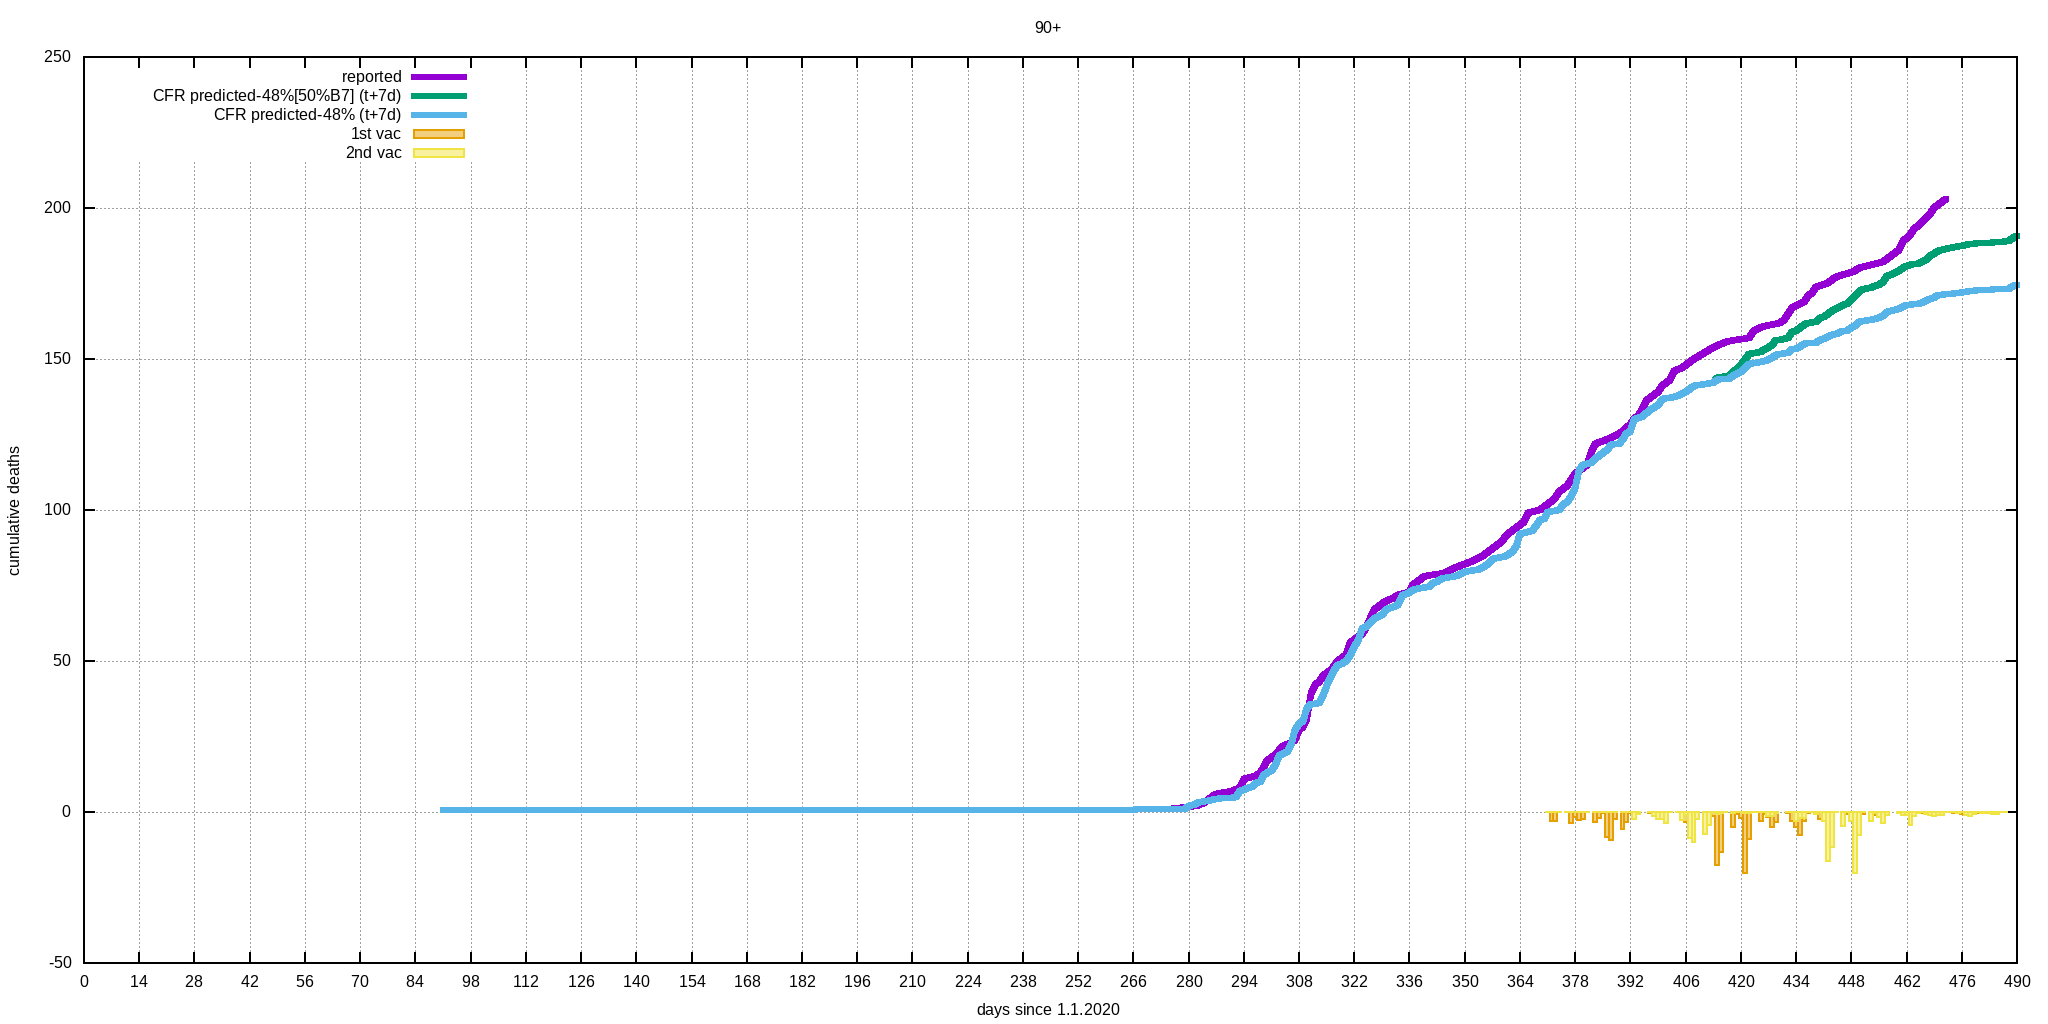 90+
250
reported
CFR predicted-48%[50%B7] (t+7d)
CFR predicted-48% (t+7d)
1st vac
2nd vac
200
150
100
50
0
-50
cumulative deaths
0 14 28 42 56 70 84 98 112 126 140 154 168 182 196 210 224 238 252 266 280 294 308 322 336 350 364 378 392 406 420 434 448 462 476 490
days since 1.1.2020